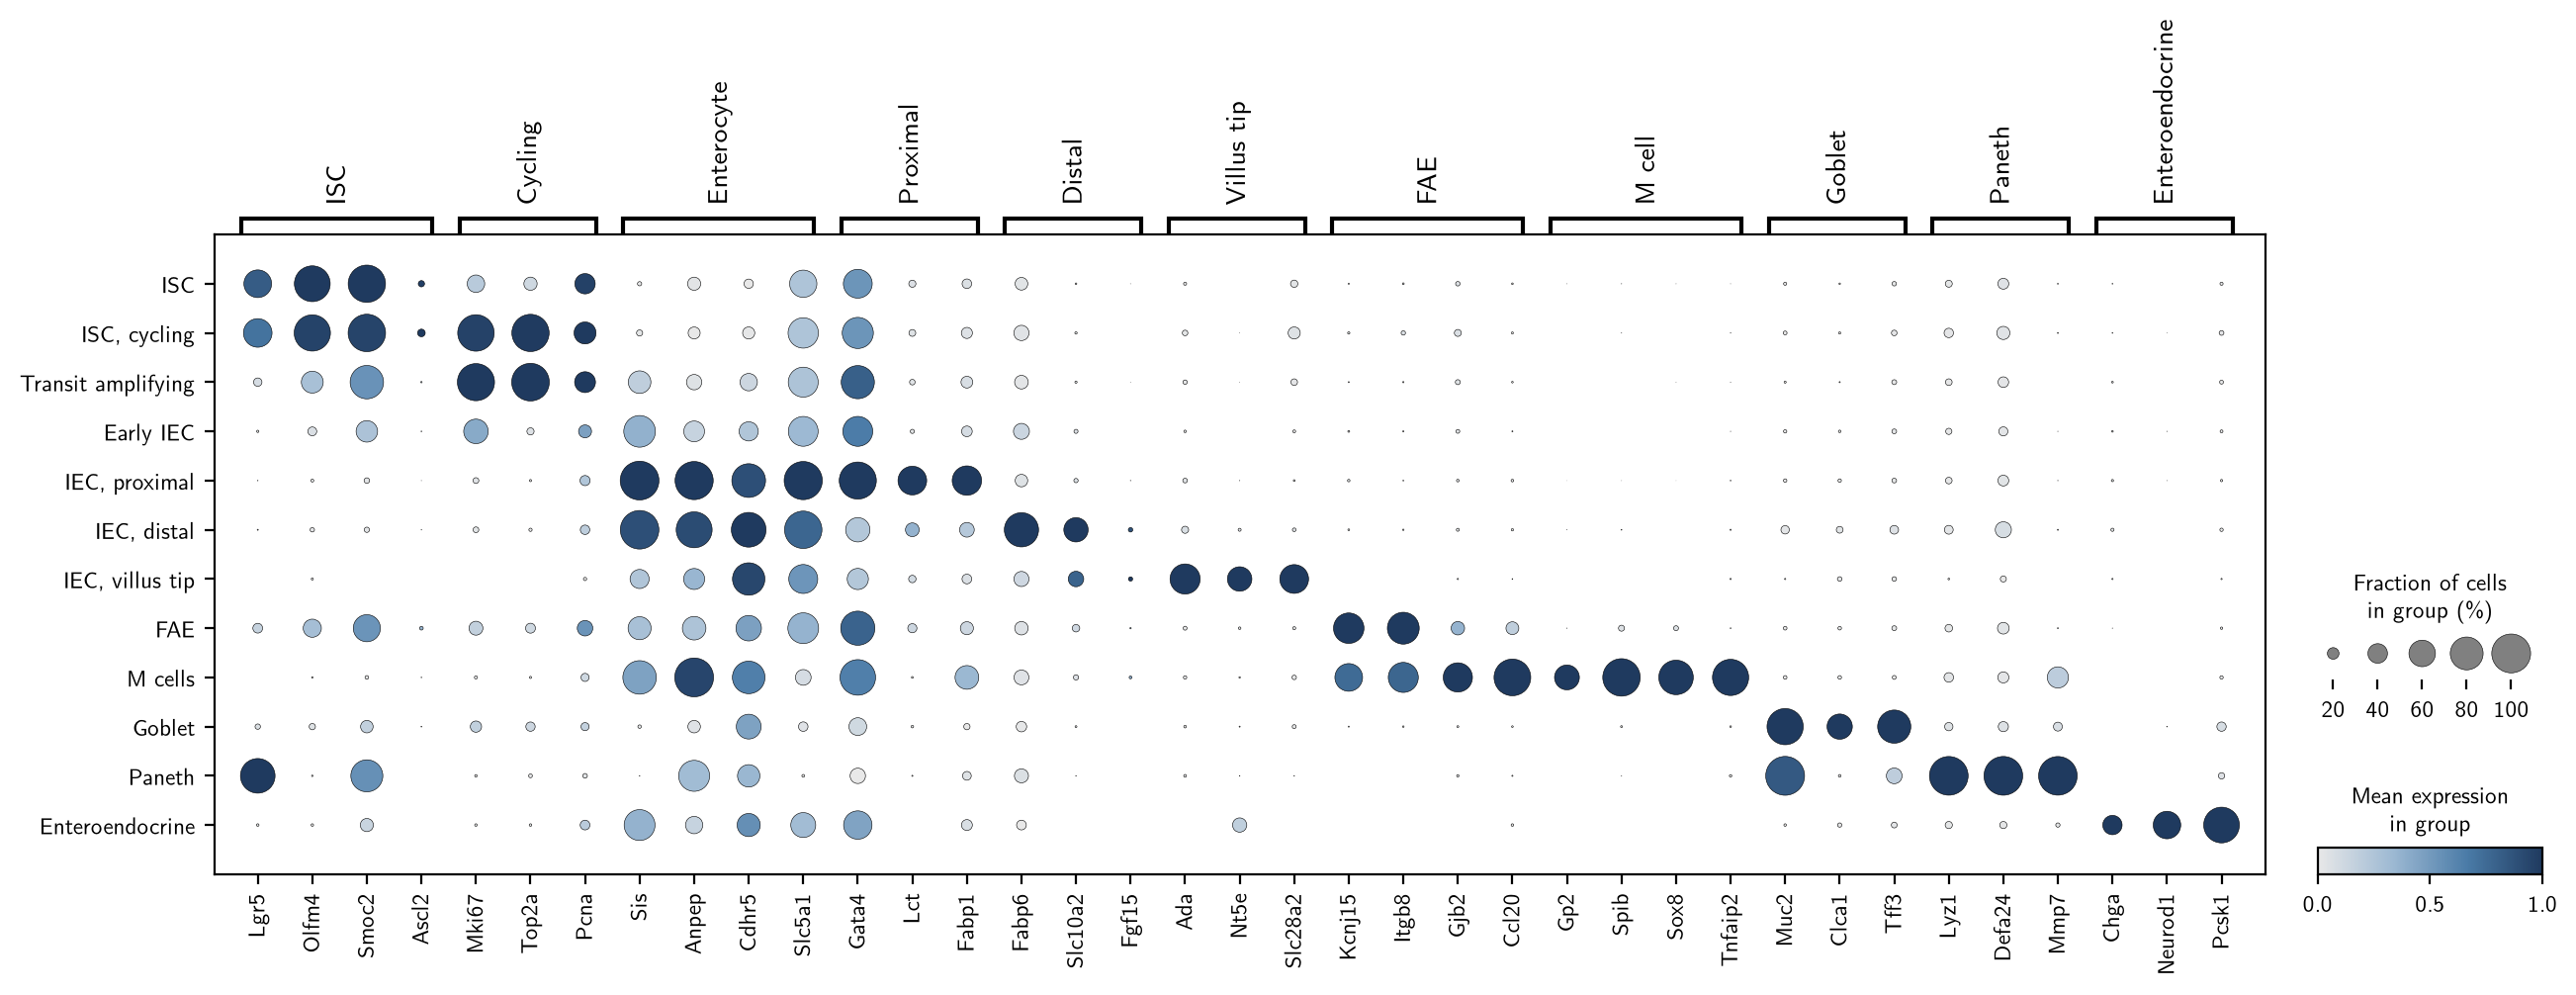 ISC
Cycling
Enterocyte
Proximal
Distal
Villus tip
FAE
M cell
Goblet
Paneth
Enteroendocrine
ISC
ISC, cycling
Transit amplifying
Early IEC
IEC, proximal
IEC, distal
IEC, villus tip
FAE
M cells
Goblet
Paneth
Enteroendocrine
Lgr5
Olfm4
Smoc2
Ascl2
Mki67
Top2a
Pcna
Sis
Anpep
Cdhr5
Slc5a1
Gata4
Lct
Fabp1
Fabp6
Slc10a2
Fgf15
Ada
Nt5e
Slc28a2
Kcnj15
Itgb8
Gjb2
Ccl20
Gp2
Spib
Sox8
Tnfaip2
Muc2
Clca1
Tff3
Lyz1
Defa24
Mmp7
Chga
Neurod1
Pcsk1
Fraction of cells
in group (%)
20 40 60 80 100
Mean expression
in group
0.0 0.5 1.0